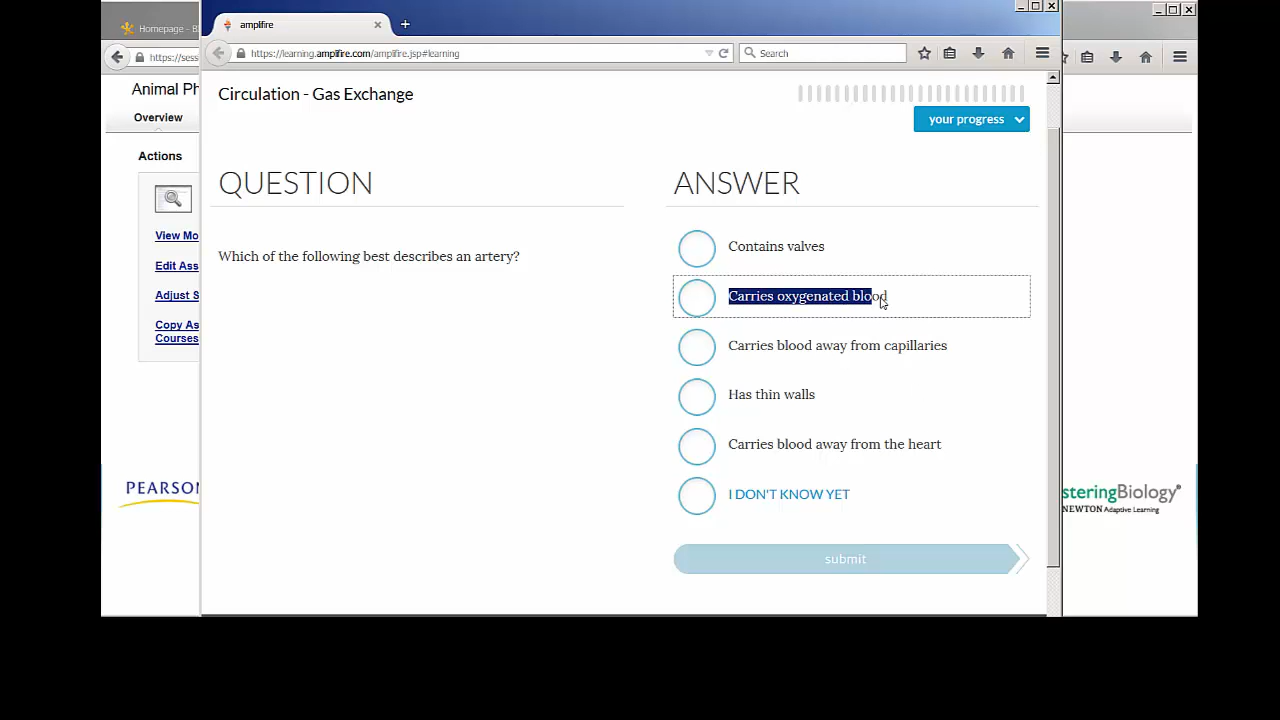 Homepage - B
amplifire
https://sess
https://learning.amplifire.com/amplifire.jsp#learning
Search
Animal Ph
Overview
Actions
View Mo
Edit Ass
Adjust S
Copy As
Courses
PEARSON
Circulation - Gas Exchange
your progress
QUESTION
Which of the following best describes an artery?
ANSWER
Contains valves
Carries oxygenated blood
Carries blood away from capillaries
Has thin walls
Carries blood away from the heart
I DON'T KNOW YET
submit
steringBiology®
NEWTON Adaptive Learning